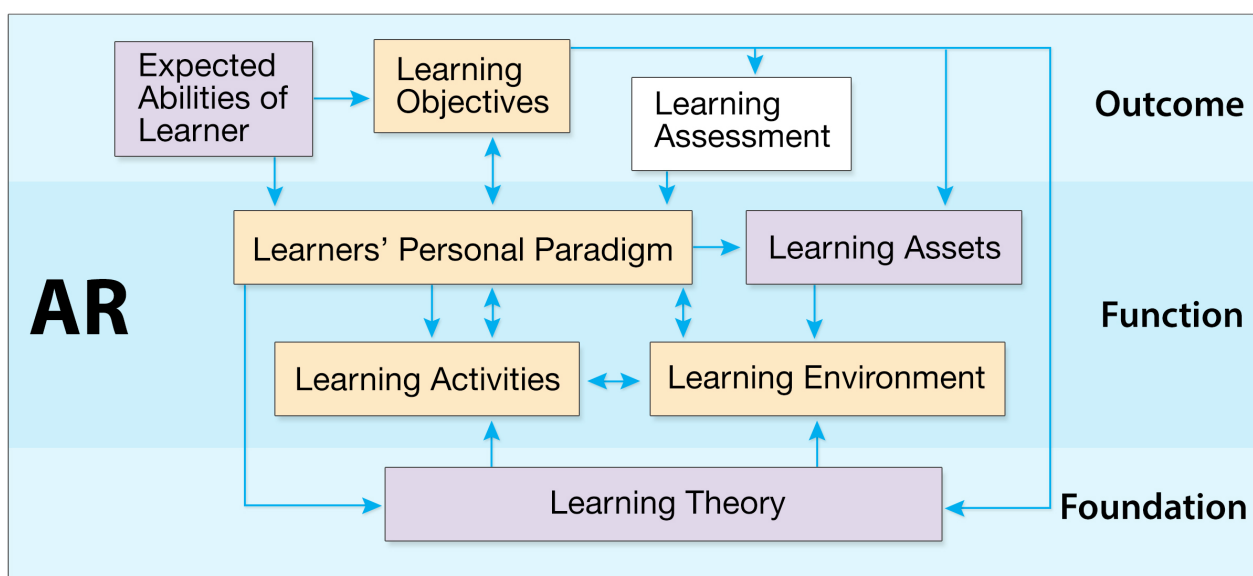 Expected
Abilities of
Learner
Learning
Objectives
Learning
Assessment
Outcome
Learners’ Personal Paradigm
Learning Assets
AR
Function
Learning Activities
Learning Environment
Learning Theory
Foundation